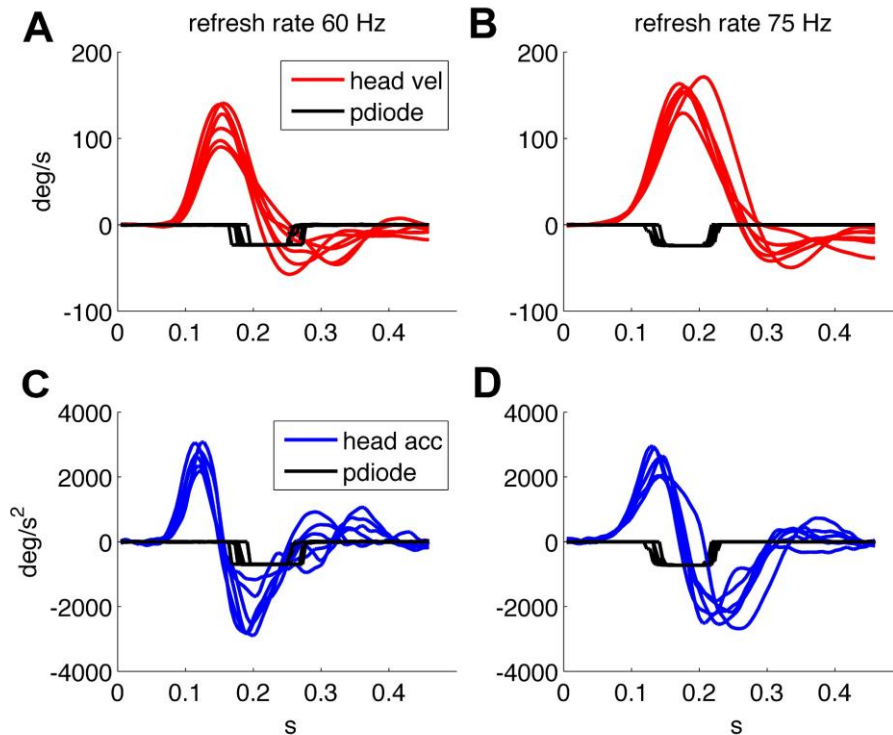 A
refresh rate 60 Hz
200
100
0
-100
deg/s
head vel
pdiode
0
0.1
0.2
0.3
0.4
B
refresh rate 75 Hz
200
100
0
-100
0
0.1
0.2
0.3
0.4
C
4000
2000
0
-2000
-4000
deg/s²
head acc
pdiode
0
0.1
0.2
0.3
0.4
s
D
4000
2000
0
-2000
-4000
0
0.1
0.2
0.3
0.4
s